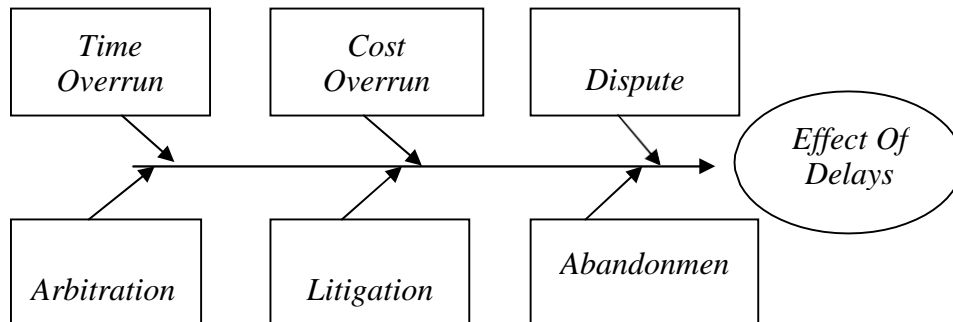 Time
Overrun
Cost
Overrun
Dispute
Effect Of
Delays
Arbitration
Litigation
Abandonmen